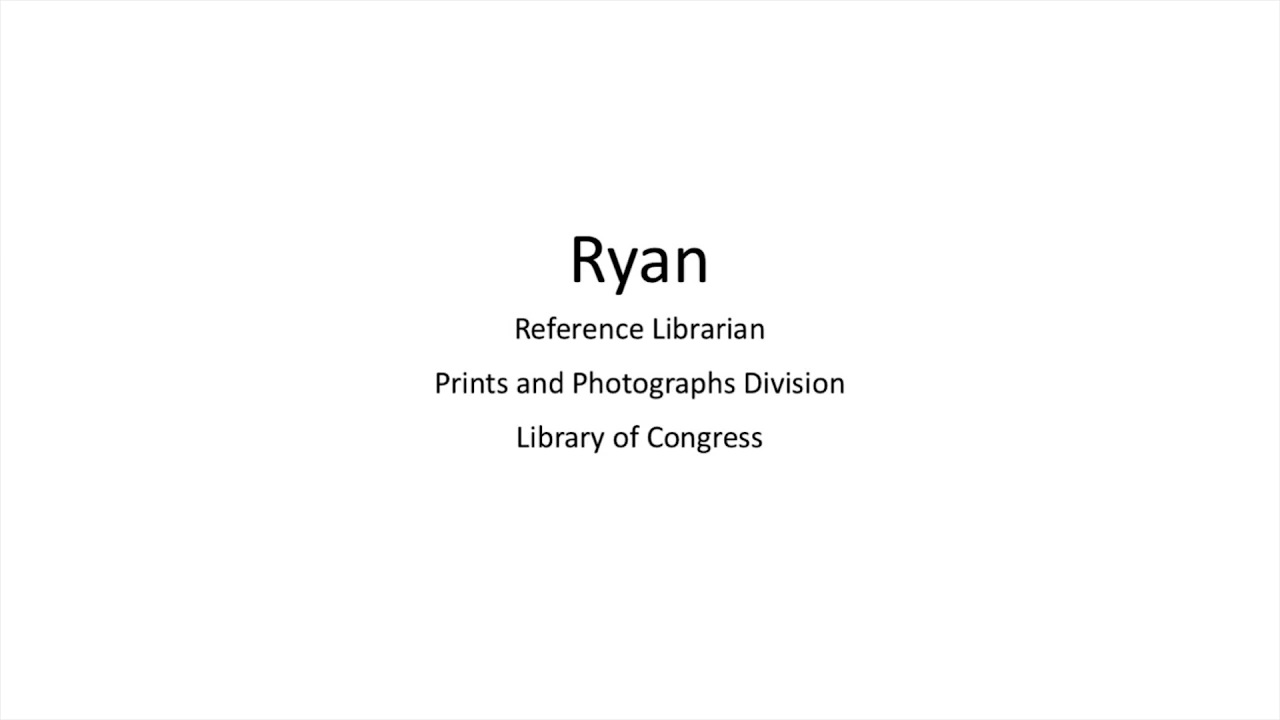 Ryan
Reference Librarian
Prints and Photographs Division
Library of Congress